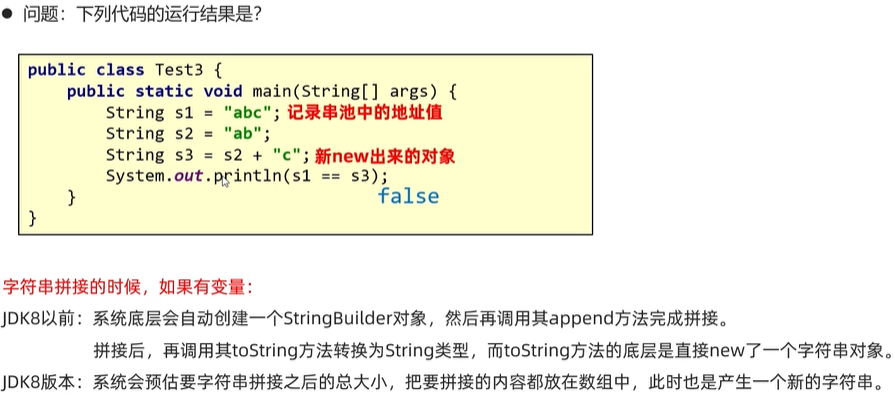 ● 问题：下列代码的运行结果是?
public class Test3 {
public static void main(String[] args) {
String s1 = "abc"; 记录串池中的地址值
String s2 = "ab";
String s3 = s2 + "c"; 新new出来的对象
System.out.println(s1 == s3);
} false
}
字符串拼接的时候，如果有变量：
JDK8以前：系统底层会自动创建一个StringBuilder对象，然后再调用其append方法完成拼接。
拼接后，再调用其toString方法转换为String类型，而toString方法的底层是直接new了一个字符串对象。
JDK8版本：系统会预估要字符串拼接之后的总大小，把要拼接的内容都放在数组中，此时也是产生一个新的字符串。